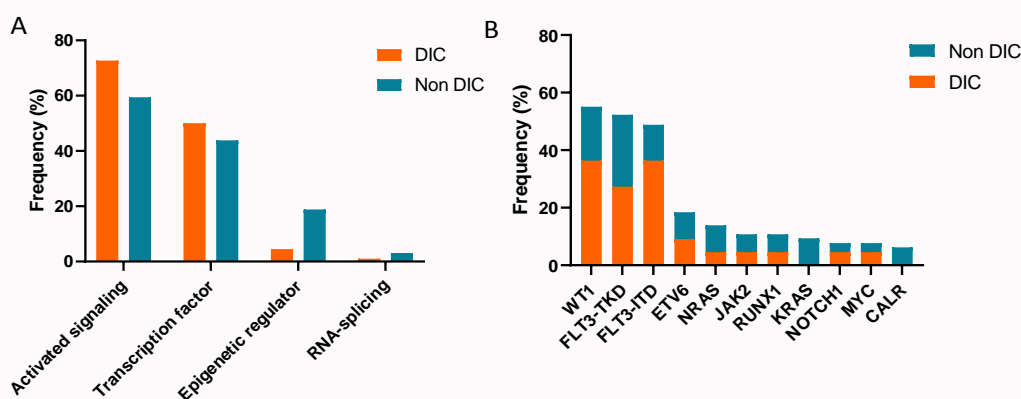 A
DIC
Non DIC
Frequency (%)
80
60
40
20
0
Activated signaling
Transcription factor
Epigenetic regulator
RNA-splicing
B
Non DIC
DIC
Frequency (%)
80
60
40
20
0
WT1
FLT3-TKD
FLT3-ITD
ETV6
NRAS
JAK2
RUNX1
KRAS
NOTCH1
MYC
CALR